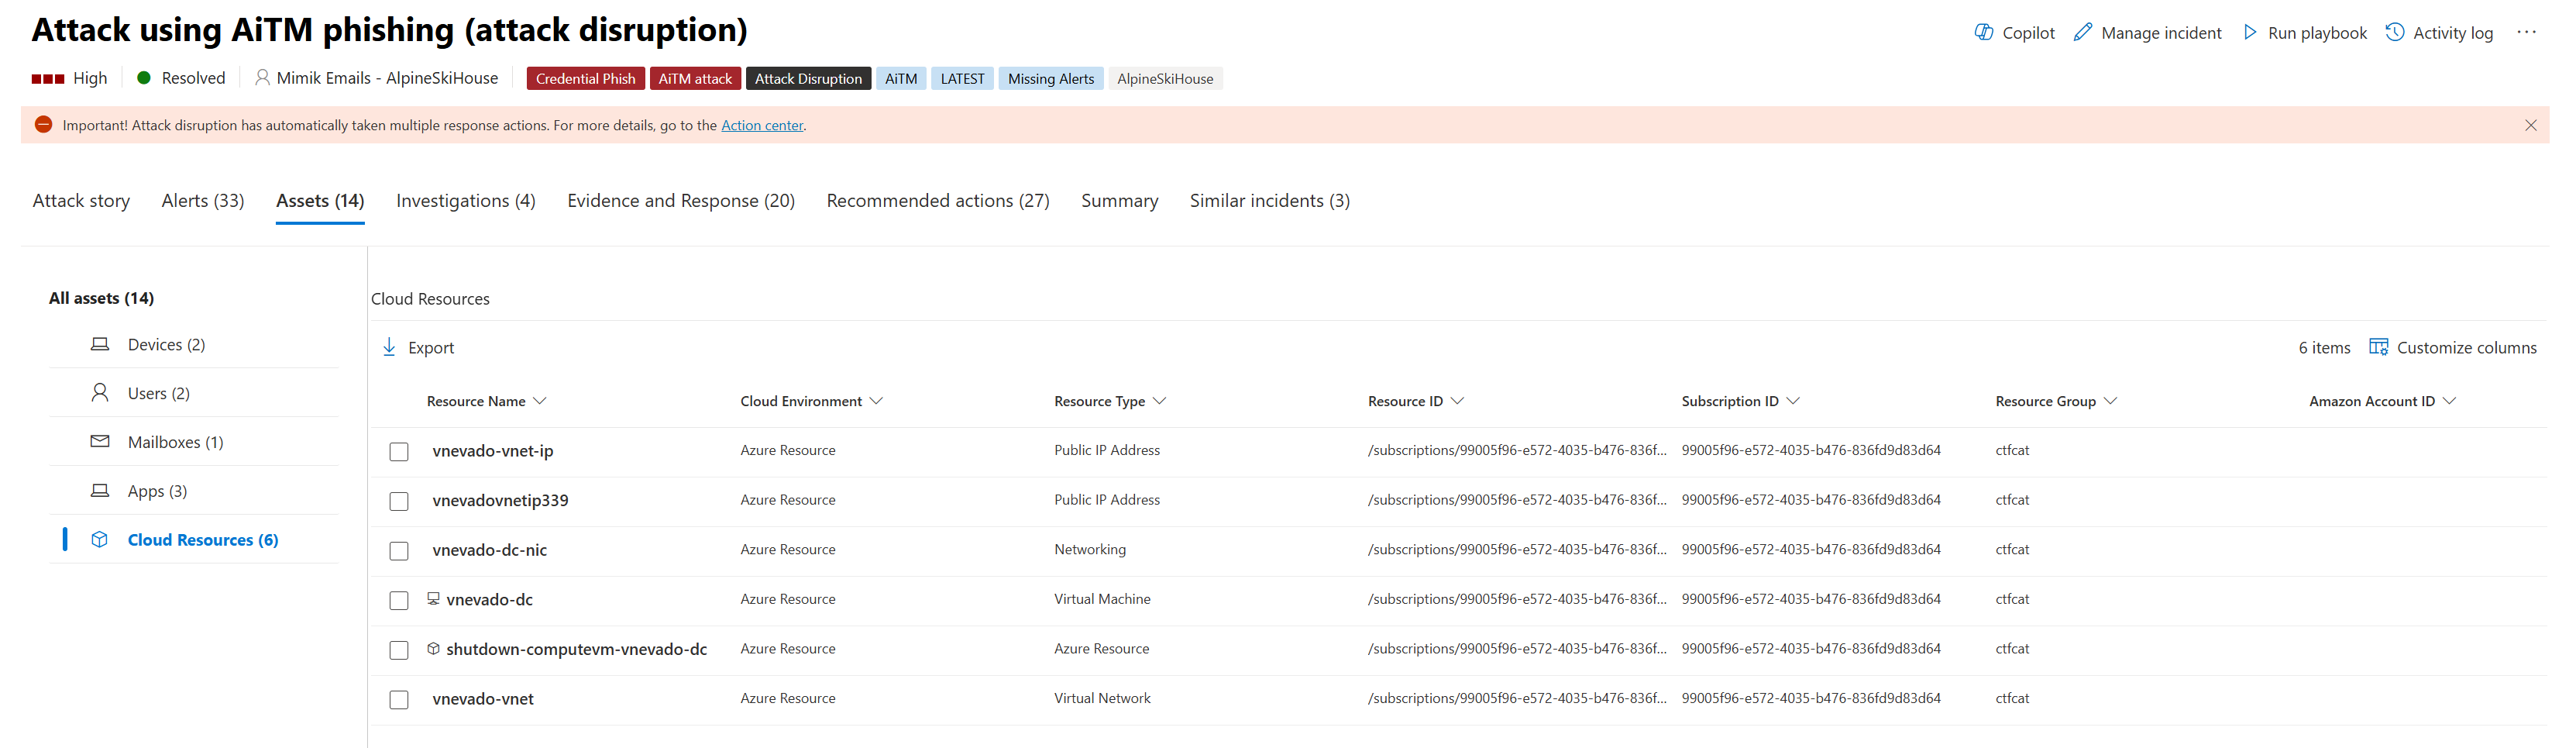 Attack using AiTM phishing (attack disruption)
Copilot Manage incident Run playbook Activity log ···
High Resolved Mimik Emails - AlpineSkiHouse Credential Phish AiTM attack Attack Disruption AiTM LATEST Missing Alerts AlpineSkiHouse
Important! Attack disruption has automatically taken multiple response actions. For more details, go to the Action center.
Attack story Alerts (33) Assets (14) Investigations (4) Evidence and Response (20) Recommended actions (27) Summary Similar incidents (3)
All assets (14)
Devices (2)
Users (2)
Mailboxes (1)
Apps (3)
Cloud Resources (6)
Cloud Resources
Export 6 items Customize columns
Resource Name Cloud Environment Resource Type Resource ID Subscription ID Resource Group Amazon Account ID
vnevado-vnet-ip Azure Resource Public IP Address /subscriptions/99005f96-e572-4035-b476-836f... 99005f96-e572-4035-b476-836fd9d83d64 ctfcat
vnevadovnetip339 Azure Resource Public IP Address /subscriptions/99005f96-e572-4035-b476-836f... 99005f96-e572-4035-b476-836fd9d83d64 ctfcat
vnevado-dc-nic Azure Resource Networking /subscriptions/99005f96-e572-4035-b476-836f... 99005f96-e572-4035-b476-836fd9d83d64 ctfcat
vnevado-dc Azure Resource Virtual Machine /subscriptions/99005f96-e572-4035-b476-836f... 99005f96-e572-4035-b476-836fd9d83d64 ctfcat
shutdown-computevm-vnevado-dc Azure Resource Azure Resource /subscriptions/99005f96-e572-4035-b476-836f... 99005f96-e572-4035-b476-836fd9d83d64 ctfcat
vnevado-vnet Azure Resource Virtual Network /subscriptions/99005f96-e572-4035-b476-836f... 99005f96-e572-4035-b476-836fd9d83d64 ctfcat